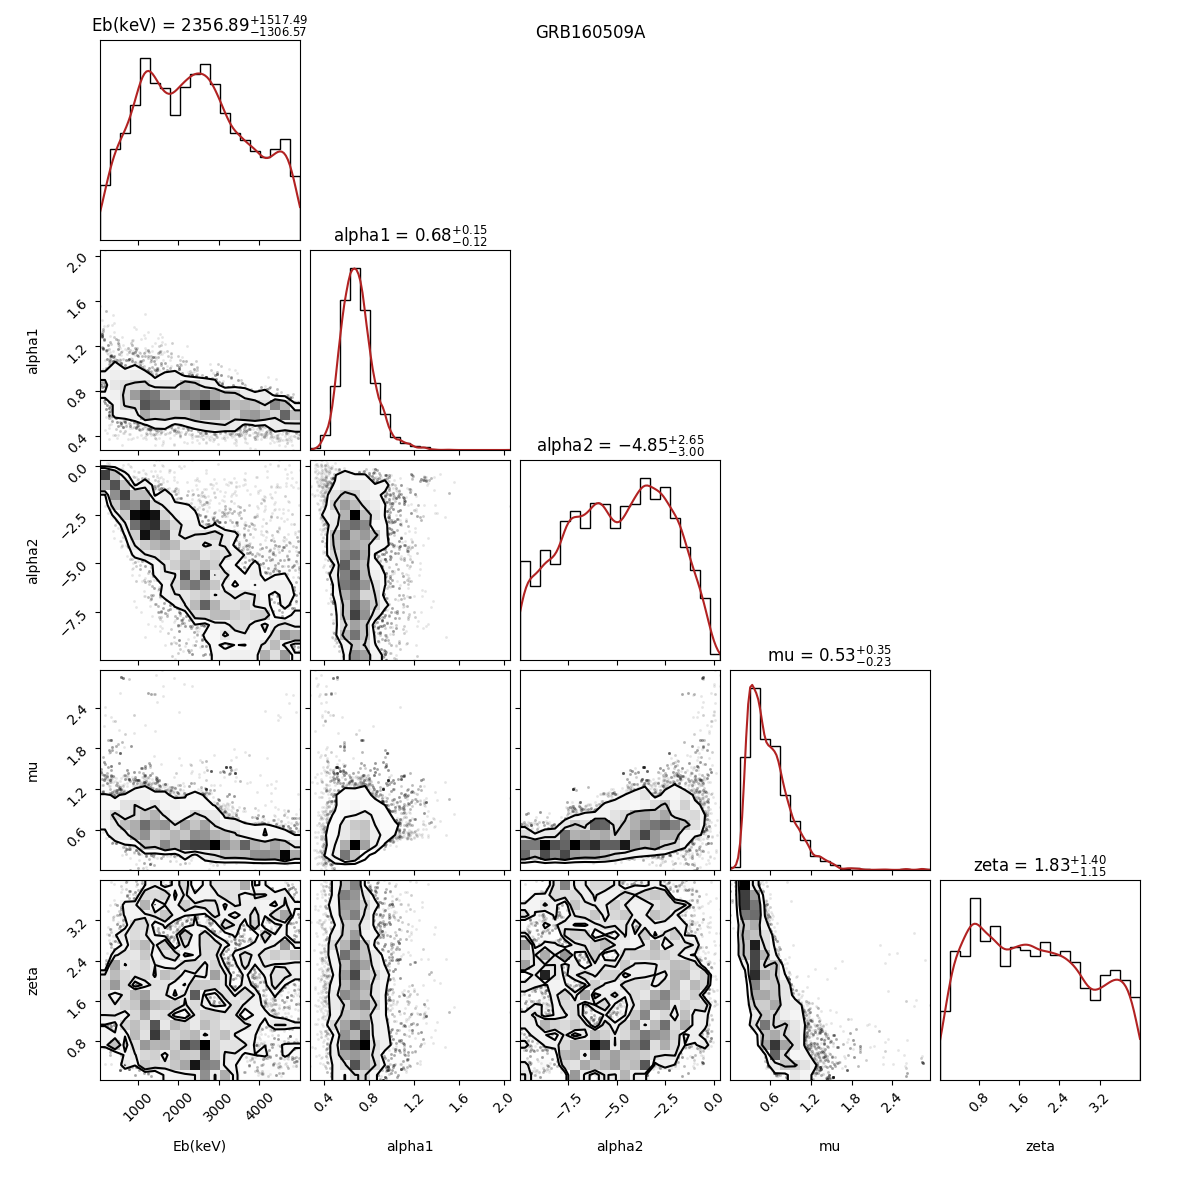 Eb(keV) = 2356.89+1517.49−1306.57
GRB160509A
alpha1 = 0.68+0.15−0.12
2.0
1.6
1.2
0.8
0.4
alpha1
alpha2 = −4.85+2.65−3.00
0.0
−2.5
−5.0
−7.5
alpha2
mu = 0.53+0.35−0.23
2.4
1.8
1.2
0.6
mu
zeta = 1.83+1.40−1.15
3.2
2.4
1.6
0.8
zeta
1000 2000 3000 4000
0.4 0.8 1.2 1.6 2.0
−7.5 −5.0 −2.5 0.0
0.6 1.2 1.8 2.4
0.8 1.6 2.4 3.2
Eb(keV) alpha1 alpha2 mu zeta